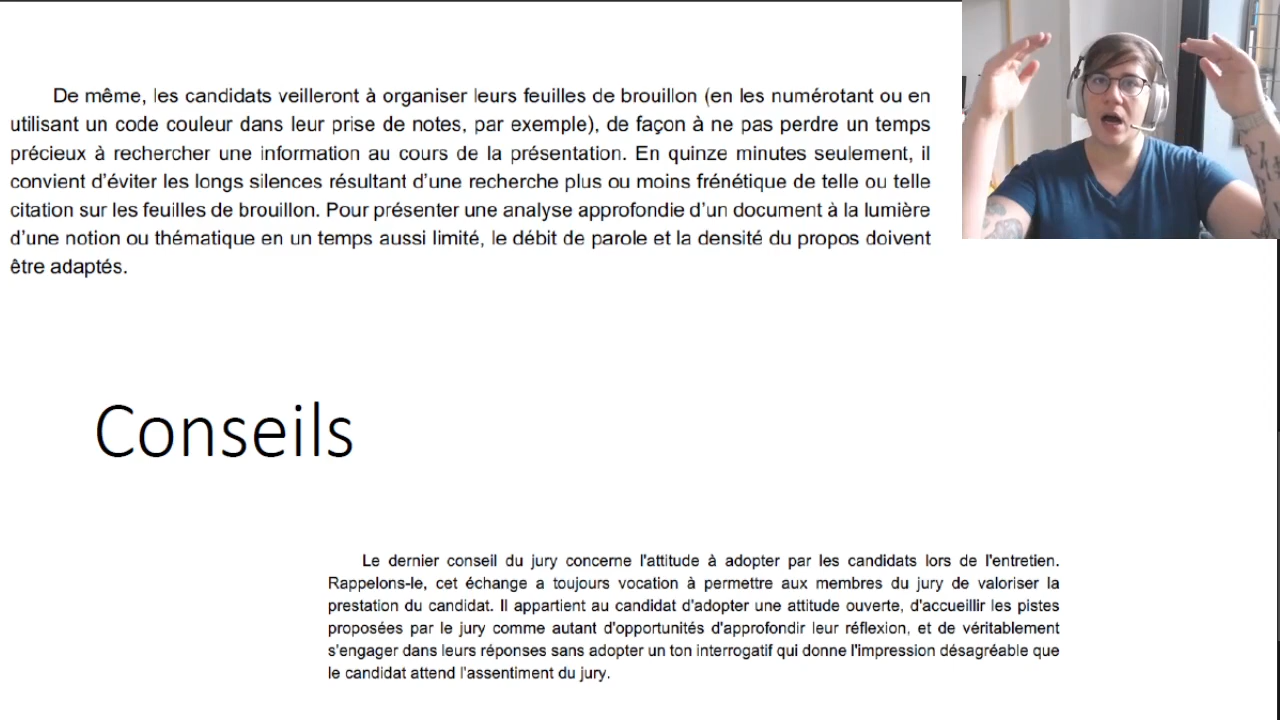 De même, les candidats veilleront à organiser leurs feuilles de brouillon (en les numérotant ou en
utilisant un code couleur dans leur prise de notes, par exemple), de façon à ne pas perdre un temps
précieux à rechercher une information au cours de la présentation. En quinze minutes seulement, il
convient d'éviter les longs silences résultant d'une recherche plus ou moins frénétique de telle ou telle
citation sur les feuilles de brouillon. Pour présenter une analyse approfondie d'un document à la lumière
d'une notion ou thématique en un temps aussi limité, le débit de parole et la densité du propos doivent
être adaptés.
Conseils
Le dernier conseil du jury concerne l'attitude à adopter par les candidats lors de l'entretien.
Rappelons-le, cet échange a toujours vocation à permettre aux membres du jury de valoriser la
prestation du candidat. Il appartient au candidat d'adopter une attitude ouverte, d'accueillir les pistes
proposées par le jury comme autant d'opportunités d'approfondir leur réflexion, et de véritablement
s'engager dans leurs réponses sans adopter un ton interrogatif qui donne l'impression désagréable que
le candidat attend l'assentiment du jury.